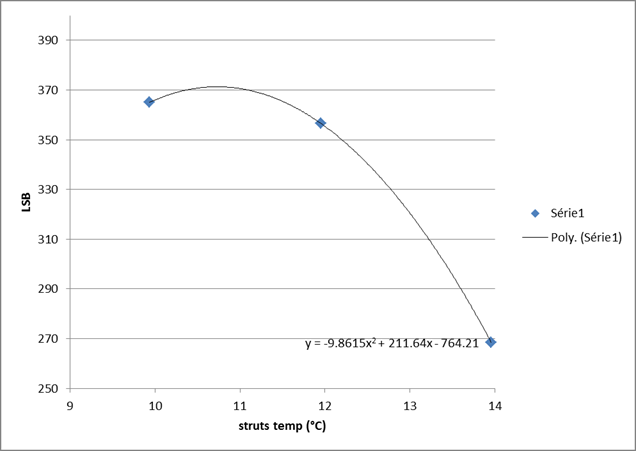 390
370
350
330
310
290
270
250
LSB
9
10
11
12
13
14
struts temp (°C)
y = -9.8615x² + 211.64x - 764.21
Série1
Poly. (Série1)